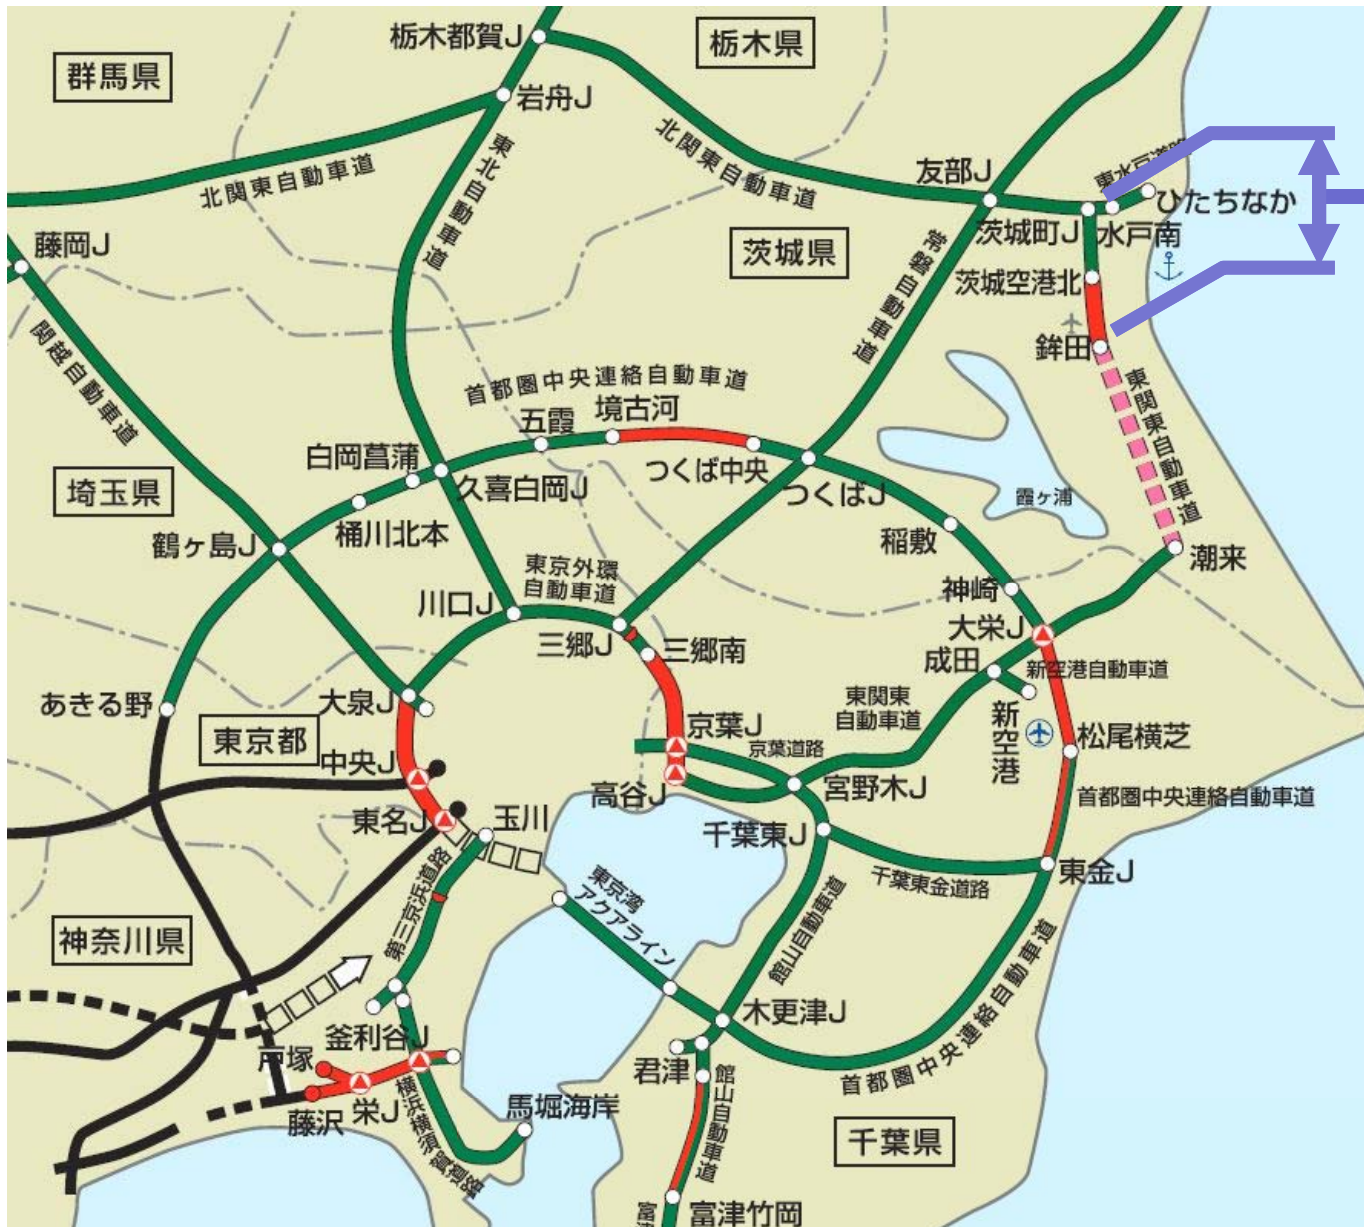 栃木都賀J
栃木県
群馬県
岩舟J
北関東自動車道
東北自動車道
北関東自動車道
友部J
ひたちなか
茨城町J
水戸南
藤岡J
茨城県
常磐自動車道
茨城空港北
鉾田
関越自動車道
首都圏中央連絡自動車道
東関東自動車道
五霞
境古河
白岡菖蒲
つくば中央
つくばJ
久喜白岡J
埼玉県
霞ヶ浦
桶川北本
稲敷
鶴ヶ島J
潮来
東京外環
自動車道
神崎
川口J
大栄J
三郷J
三郷南
成田
新空港自動車道
あきる野
大泉J
東関東
自動車道
新空港
東京都
京葉J
京葉道路
松尾横芝
中央J
高谷J
宮野木J
首都圏中央連絡自動車道
東名J
玉川
千葉東J
千葉東金道路
東金J
第三京浜道路
東京湾
アクアライン
館山自動車道
神奈川県
木更津J
首都圏中央連絡自動車道
釜利谷J
戸塚
君津
館山自動車道
藤沢
栄J
横浜横須賀道路
馬堀海岸
千葉県
富津竹岡